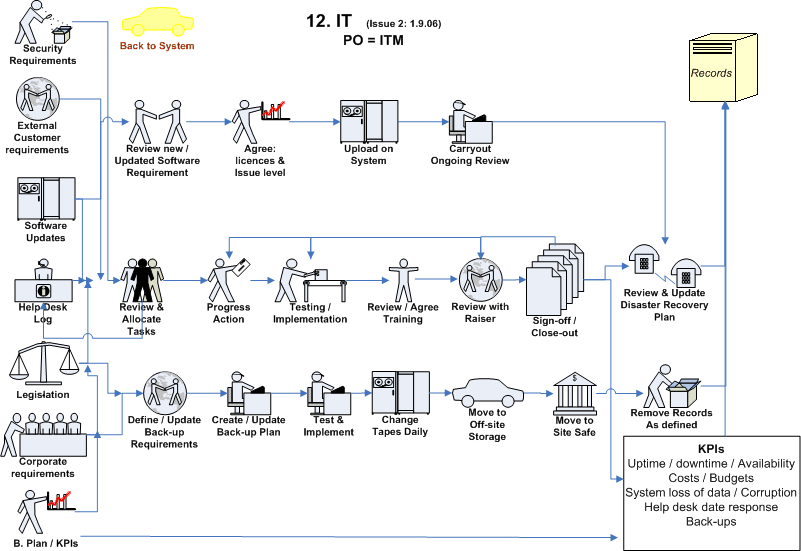 12. IT (Issue 2: 1.9.06)
PO = ITM
Back to System
Records
Security
Requirements
External
Customer
requirements
Software
Updates
Help Desk
Log
Legislation
Corporate
requirements
B. Plan / KPIs
Review new /
Updated Software
Requirement
Agree:
licences &
Issue level
Upload on
System
Carryout
Ongoing Review
Review &
Allocate
Tasks
Progress
Action
Testing /
Implementation
Review / Agree
Training
Review with
Raiser
Sign-off /
Close-out
Review & Update
Disaster Recovery
Plan
Define / Update
Back-up
Requirements
Create / Update
Back-up Plan
Test &
Implement
Change
Tapes Daily
Move to
Off-site
Storage
Move to
Site Safe
Remove Records
As defined
KPIs
Uptime / downtime / Availability
Costs / Budgets
System loss of data / Corruption
Help desk date response
Back-ups